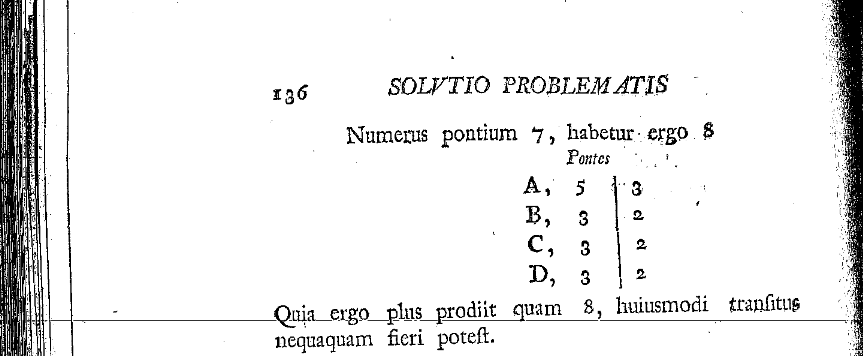 136 SOLVTIO PROBLEMATIS
Numerus pontium 7, habetur ergo 8
Pontes
A, 5 | 3
B, 3 | 2
C, 3 | 2
D, 3 | 2
Quia ergo plus prodiit quam 8, huiusmodi tranſitus
nequaquam fieri poteſt.